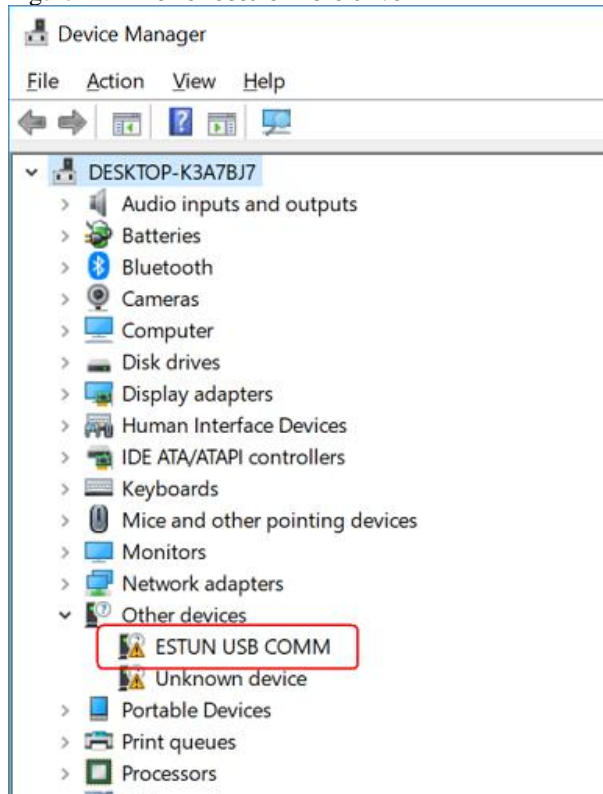 Device Manager
File Action View Help
DESKTOP-K3A7BJ7
Audio inputs and outputs
Batteries
Bluetooth
Cameras
Computer
Disk drives
Display adapters
Human Interface Devices
IDE ATA/ATAPI controllers
Keyboards
Mice and other pointing devices
Monitors
Network adapters
Other devices
ESTUN USB COMM
Unknown device
Portable Devices
Print queues
Processors